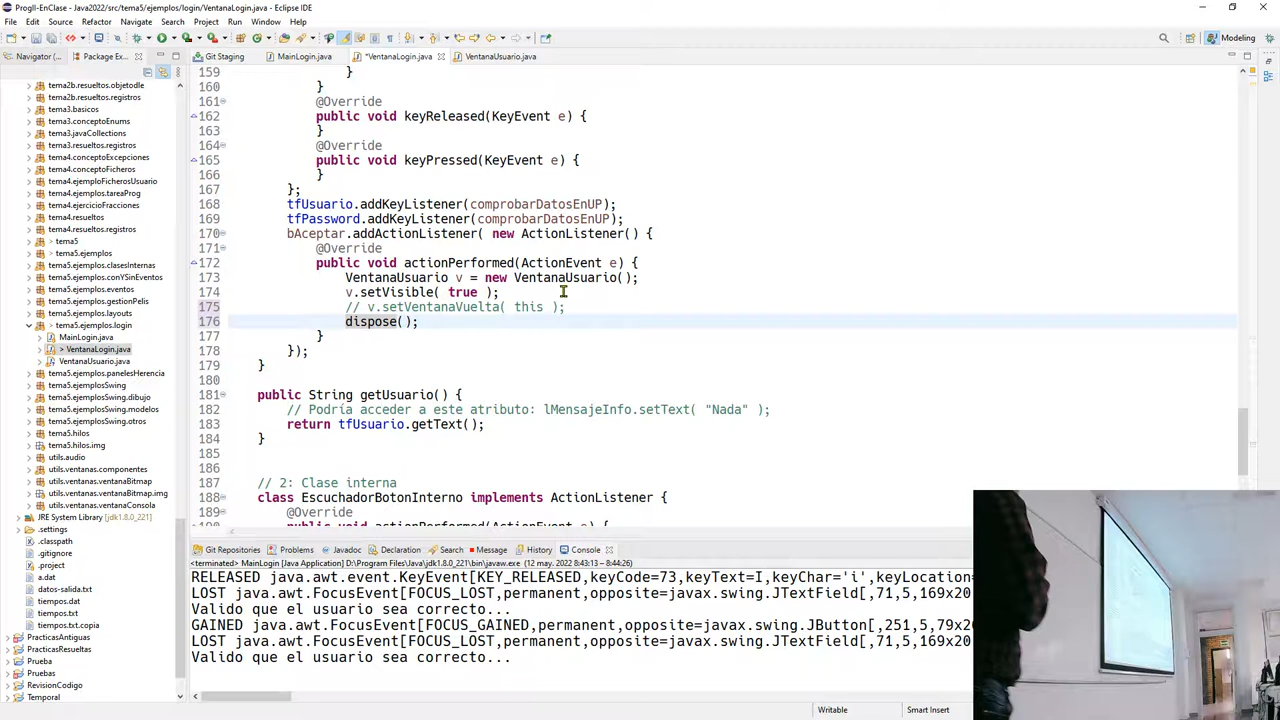 ProgII-EnClase - Java2022/src/tema5/ejemplos/login/VentanaLogin.java - Eclipse IDE
File Edit Source Refactor Navigate Search Project Run Window Help
Navigator (...
Package Ex...
Git Staging
MainLogin.java
*VentanaLogin.java
VentanaUsuario.java
Modeling
tema2b.resueltos.objetodle
tema2b.resueltos.registros
tema3.basicos
tema3.conceptoEnums
tema3.javaCollections
tema3.resueltos.registros
tema4.conceptoExcepciones
tema4.conceptoFicheros
tema4.ejemploFicherosUsuario
tema4.ejemplos.tareaProg
tema4.ejercicioFracciones
tema4.resueltos
tema4.resueltos.registros
> tema5
> tema5.ejemplos
tema5.ejemplos.clasesInternas
tema5.ejemplos.conYSinEventos
tema5.ejemplos.eventos
tema5.ejemplos.gestionPelis
tema5.ejemplos.layouts
> tema5.ejemplos.login
MainLogin.java
> VentanaLogin.java
VentanaUsuario.java
tema5.ejemplos.panelesHerencia
tema5.ejemplosSwing
tema5.ejemplosSwing.dibujo
tema5.ejemplosSwing.modelos
tema5.ejemplosSwing.otros
tema5.hilos
tema5.hilos.img
utils.audio
utils.ventanas.componentes
utils.ventanas.ventanaBitmap
utils.ventanas.ventanaBitmap.img
utils.ventanas.ventanaConsola
JRE System Library [jdk1.8.0_221]
.settings
.classpath
.gitignore
.project
a.dat
datos-salida.txt
tiempos.dat
tiempos.txt
tiempos.txt.copia
PracticasAntiguas
PracticasResueltas
Prueba
Pruebas
RevisionCodigo
Temporal
159 }
160 }
161 @Override
162 public void keyReleased(KeyEvent e) {
163 }
164 @Override
165 public void keyPressed(KeyEvent e) {
166 }
167 };
168 tfUsuario.addKeyListener(comprobarDatosEnUP);
169 tfPassword.addKeyListener(comprobarDatosEnUP);
170 bAceptar.addActionListener( new ActionListener() {
171 @Override
172 public void actionPerformed(ActionEvent e) {
173 VentanaUsuario v = new VentanaUsuario();
174 v.setVisible( true );
175 // v.setVentanaVuelta( this );
176 dispose();
177 }
178 });
179 }
180
181 public String getUsuario() {
182 // Podría acceder a este atributo: lMensajeInfo.setText( "Nada" );
183 return tfUsuario.getText();
184 }
185
186
187 // 2: Clase interna
188 class EscuchadorBotonInterno implements ActionListener {
189 @Override
public void actionPerformed(ActionEvent e) {
Git Repositories Problems Javadoc Declaration Search Message History Console
<terminated> MainLogin [Java Application] D:\Program Files\Java\jdk1.8.0_221\bin\javaw.exe (12 may. 2022 8:43:13 – 8:44:26)
RELEASED java.awt.event.KeyEvent[KEY_RELEASED,keyCode=73,keyText=I,keyChar='i',keyLocation=
LOST java.awt.FocusEvent[FOCUS_LOST,permanent,opposite=javax.swing.JTextField[,71,5,169x20
Valido que el usuario sea correcto...
GAINED java.awt.FocusEvent[FOCUS_GAINED,permanent,opposite=javax.swing.JButton[,251,5,79x2
LOST java.awt.FocusEvent[FOCUS_LOST,permanent,opposite=javax.swing.JTextField[,71,5,169x20
Valido que el usuario sea correcto...
Writable
Smart Insert